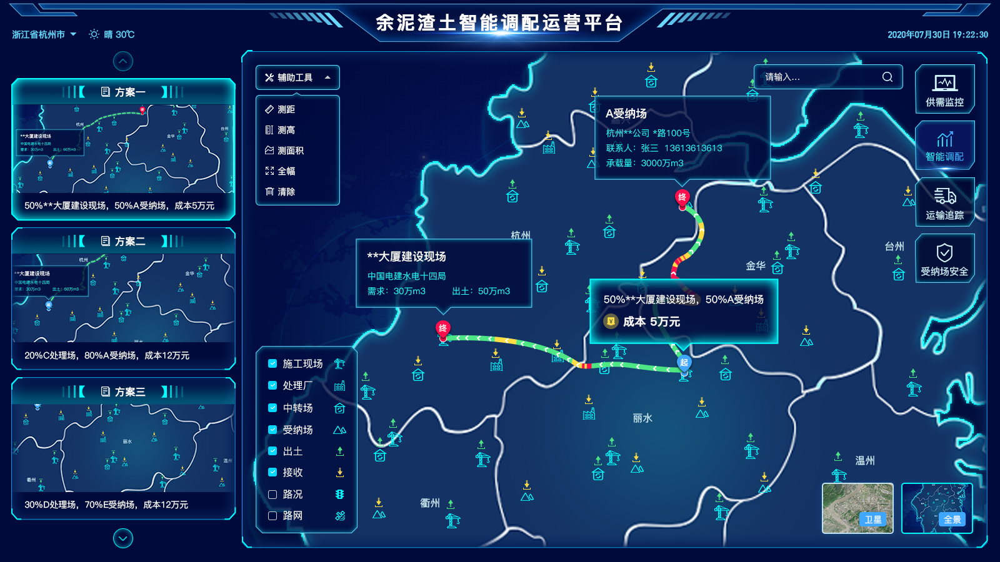 余泥渣土智能调配运营平台
浙江省杭州市
晴 30℃
2020年07月30日 19:22:30
方案一
杭州
金华
台州
**大厦建设现场
中国电建水电十四局
需求：30万m3 出土：50万m3
终
起
50%**大厦建设现场，50%A受纳场，成本5万元
方案二
杭州
金华
**大厦建设现场
中国电建水电十四局
需求：30万m3 出土：50万m3
起
20%C处理场，80%A受纳场，成本12万元
方案三
丽水
温州
衢州
30%D处理场，70%E受纳场，成本12万元
辅助工具
测距
测高
测面积
全幅
清除
请输入...
供需监控
智能调配
运输追踪
受纳场安全
A受纳场
杭州**公司 *路100号
联系人：张三 13613613613
承载量：3000万m3
终
杭州
台州
金华
**大厦建设现场
中国电建水电十四局
需求：30万m3 出土：50万m3
终
50%**大厦建设现场，50%A受纳场
成本 5万元
起
施工现场
处理厂
中转场
受纳场
出土
接收
路况
路网
丽水
温州
衢州
卫星
全景